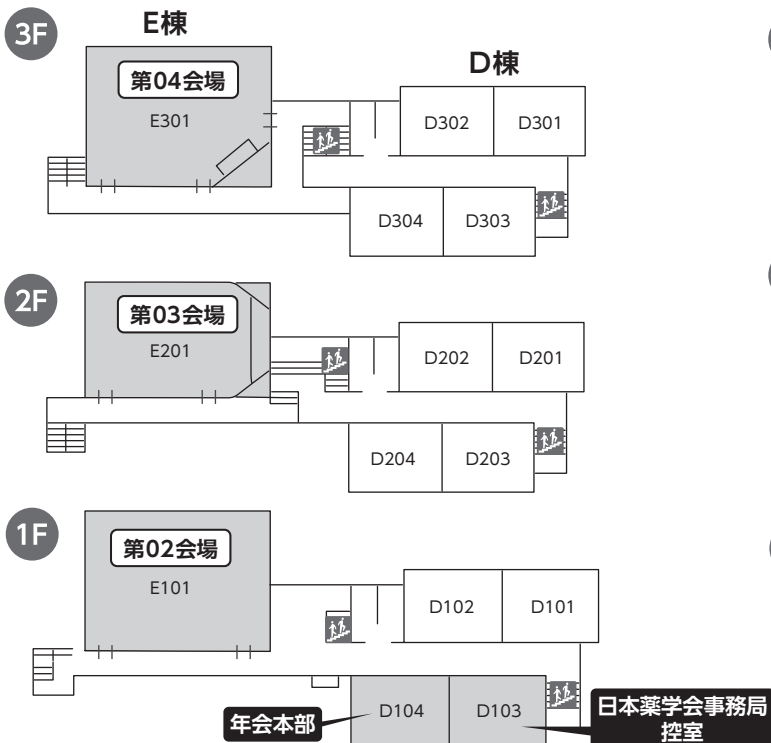 3F
E棟
D棟
第04会場
E301
D302
D301
D304
D303
2F
第03会場
E201
D202
D201
D204
D203
1F
第02会場
E101
D102
D101
年会本部
D104
D103
日本薬学会事務局
控室